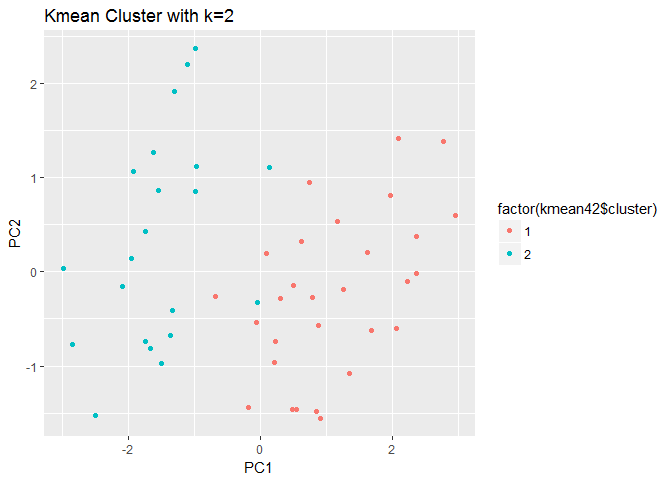 Kmean Cluster with k=2
2
1
0
-1
PC2
-2
0
2
PC1
factor(kmean42$cluster)
1
2